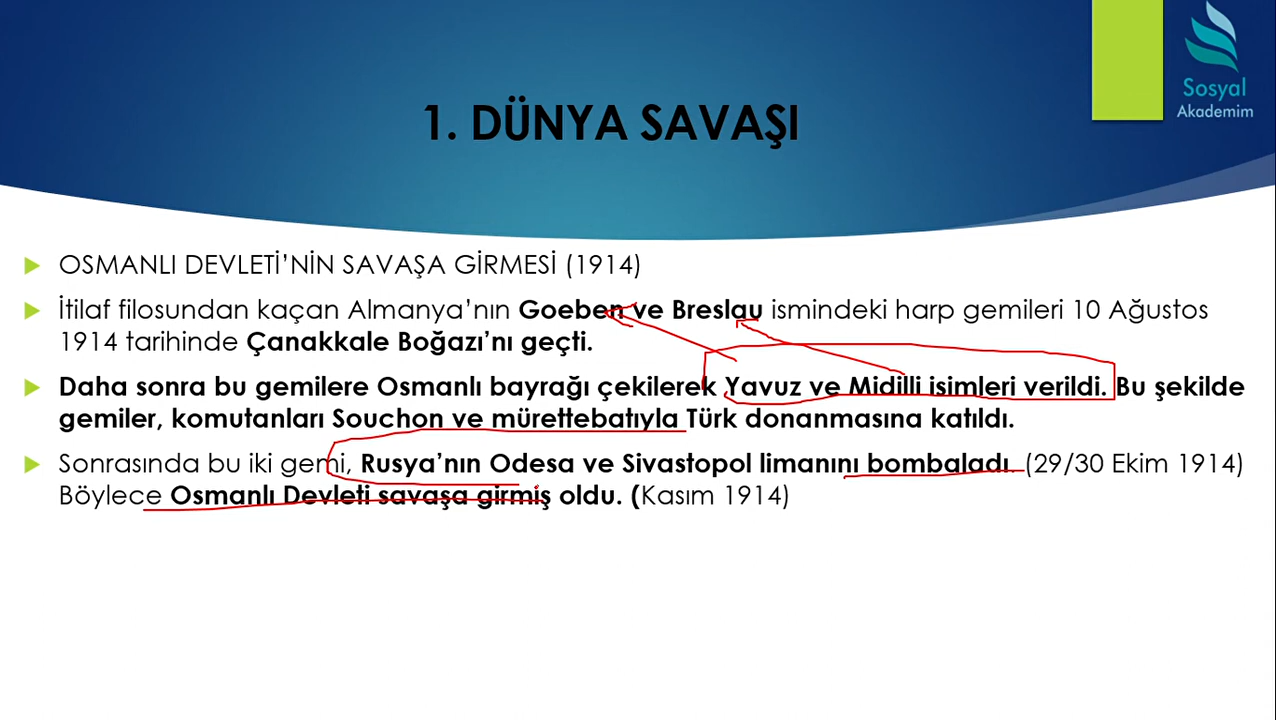 Sosyal
Akademim
1. DÜNYA SAVAŞI
OSMANLI DEVLETİ’NİN SAVAŞA GİRMESİ (1914)
İtilaf filosundan kaçan Almanya’nın Goeben ve Breslau ismindeki harp gemileri 10 Ağustos
1914 tarihinde Çanakkale Boğazı’nı geçti.
Daha sonra bu gemilere Osmanlı bayrağı çekilerek Yavuz ve Midilli isimleri verildi. Bu şekilde
gemiler, komutanları Souchon ve mürettebatıyla Türk donanmasına katıldı.
Sonrasında bu iki gemi, Rusya’nın Odesa ve Sivastopol limanını bombaladı. (29/30 Ekim 1914)
Böylece Osmanlı Devleti savaşa girmiş oldu. (Kasım 1914)